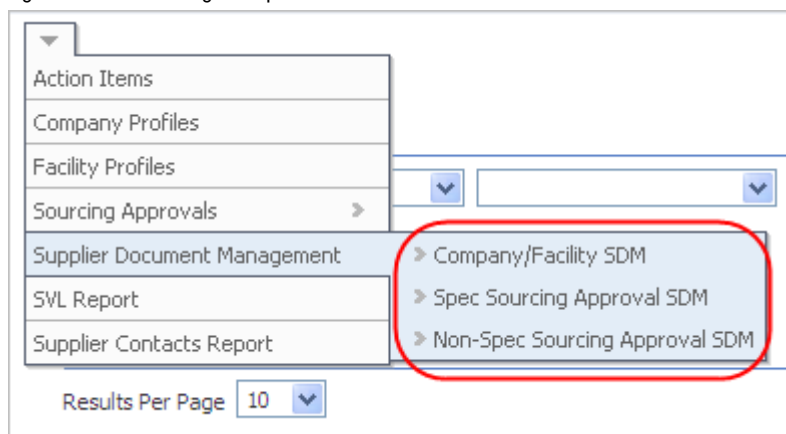 Action Items
Company Profiles
Facility Profiles
Sourcing Approvals
Supplier Document Management
Company/Facility SDM
SVL Report
Spec Sourcing Approval SDM
Supplier Contacts Report
Non-Spec Sourcing Approval SDM
Results Per Page 10